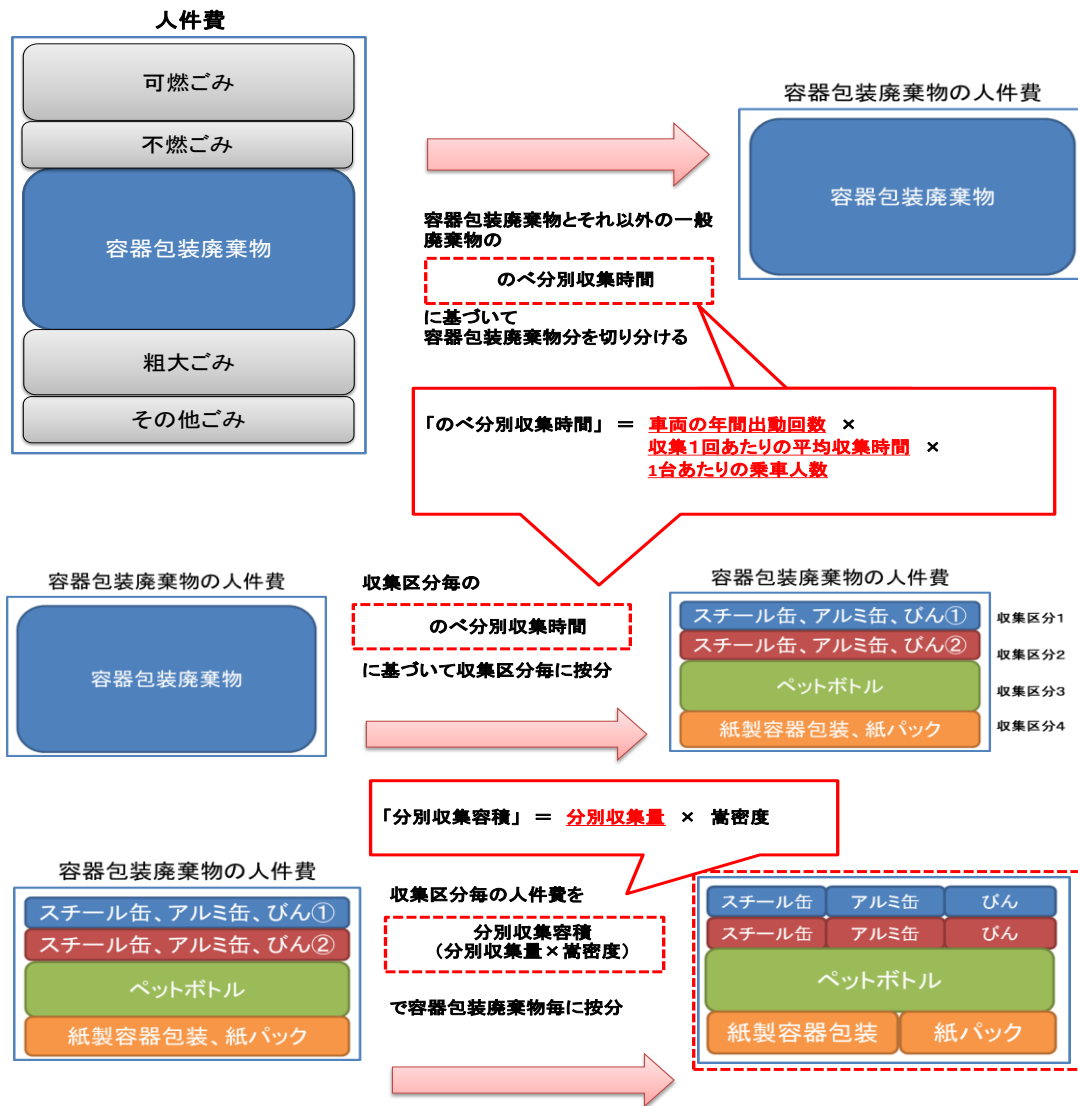 人件費
可燃ごみ
不燃ごみ
容器包装廃棄物
粗大ごみ
その他ごみ
容器包装廃棄物とそれ以外の一般
廃棄物の
のべ分別収集時間
に基づいて
容器包装廃棄物分を切り分ける
容器包装廃棄物の人件費
容器包装廃棄物
「のべ分別収集時間」 ＝ 車両の年間出動回数 ×
収集１回あたりの平均収集時間 ×
1台あたりの乗車人数
容器包装廃棄物の人件費
容器包装廃棄物
収集区分毎の
のべ分別収集時間
に基づいて収集区分毎に按分
容器包装廃棄物の人件費
スチール缶、アルミ缶、びん① 収集区分1
スチール缶、アルミ缶、びん② 収集区分2
ペットボトル 収集区分3
紙製容器包装、紙パック 収集区分4
「分別収集容積」 ＝ 分別収集量 × 嵩密度
容器包装廃棄物の人件費
スチール缶、アルミ缶、びん①
スチール缶、アルミ缶、びん②
ペットボトル
紙製容器包装、紙パック
収集区分毎の人件費を
分別収集容積
（分別収集量×嵩密度）
で容器包装廃棄物毎に按分
スチール缶 アルミ缶 びん
スチール缶 アルミ缶 びん
ペットボトル
紙製容器包装 紙パック